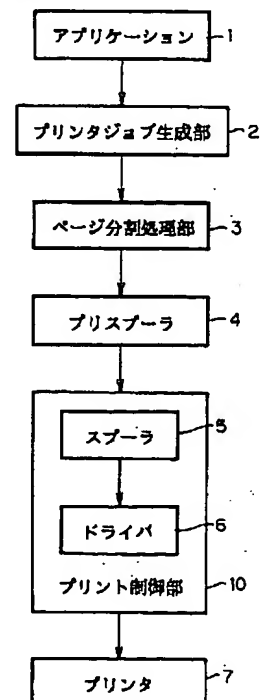 アプリケーション 1
プリンタジョブ生成部 2
ページ分割処理部 3
プリスプーラ 4
スプーラ 5
ドライバ 6
プリント制御部 10
プリンタ 7